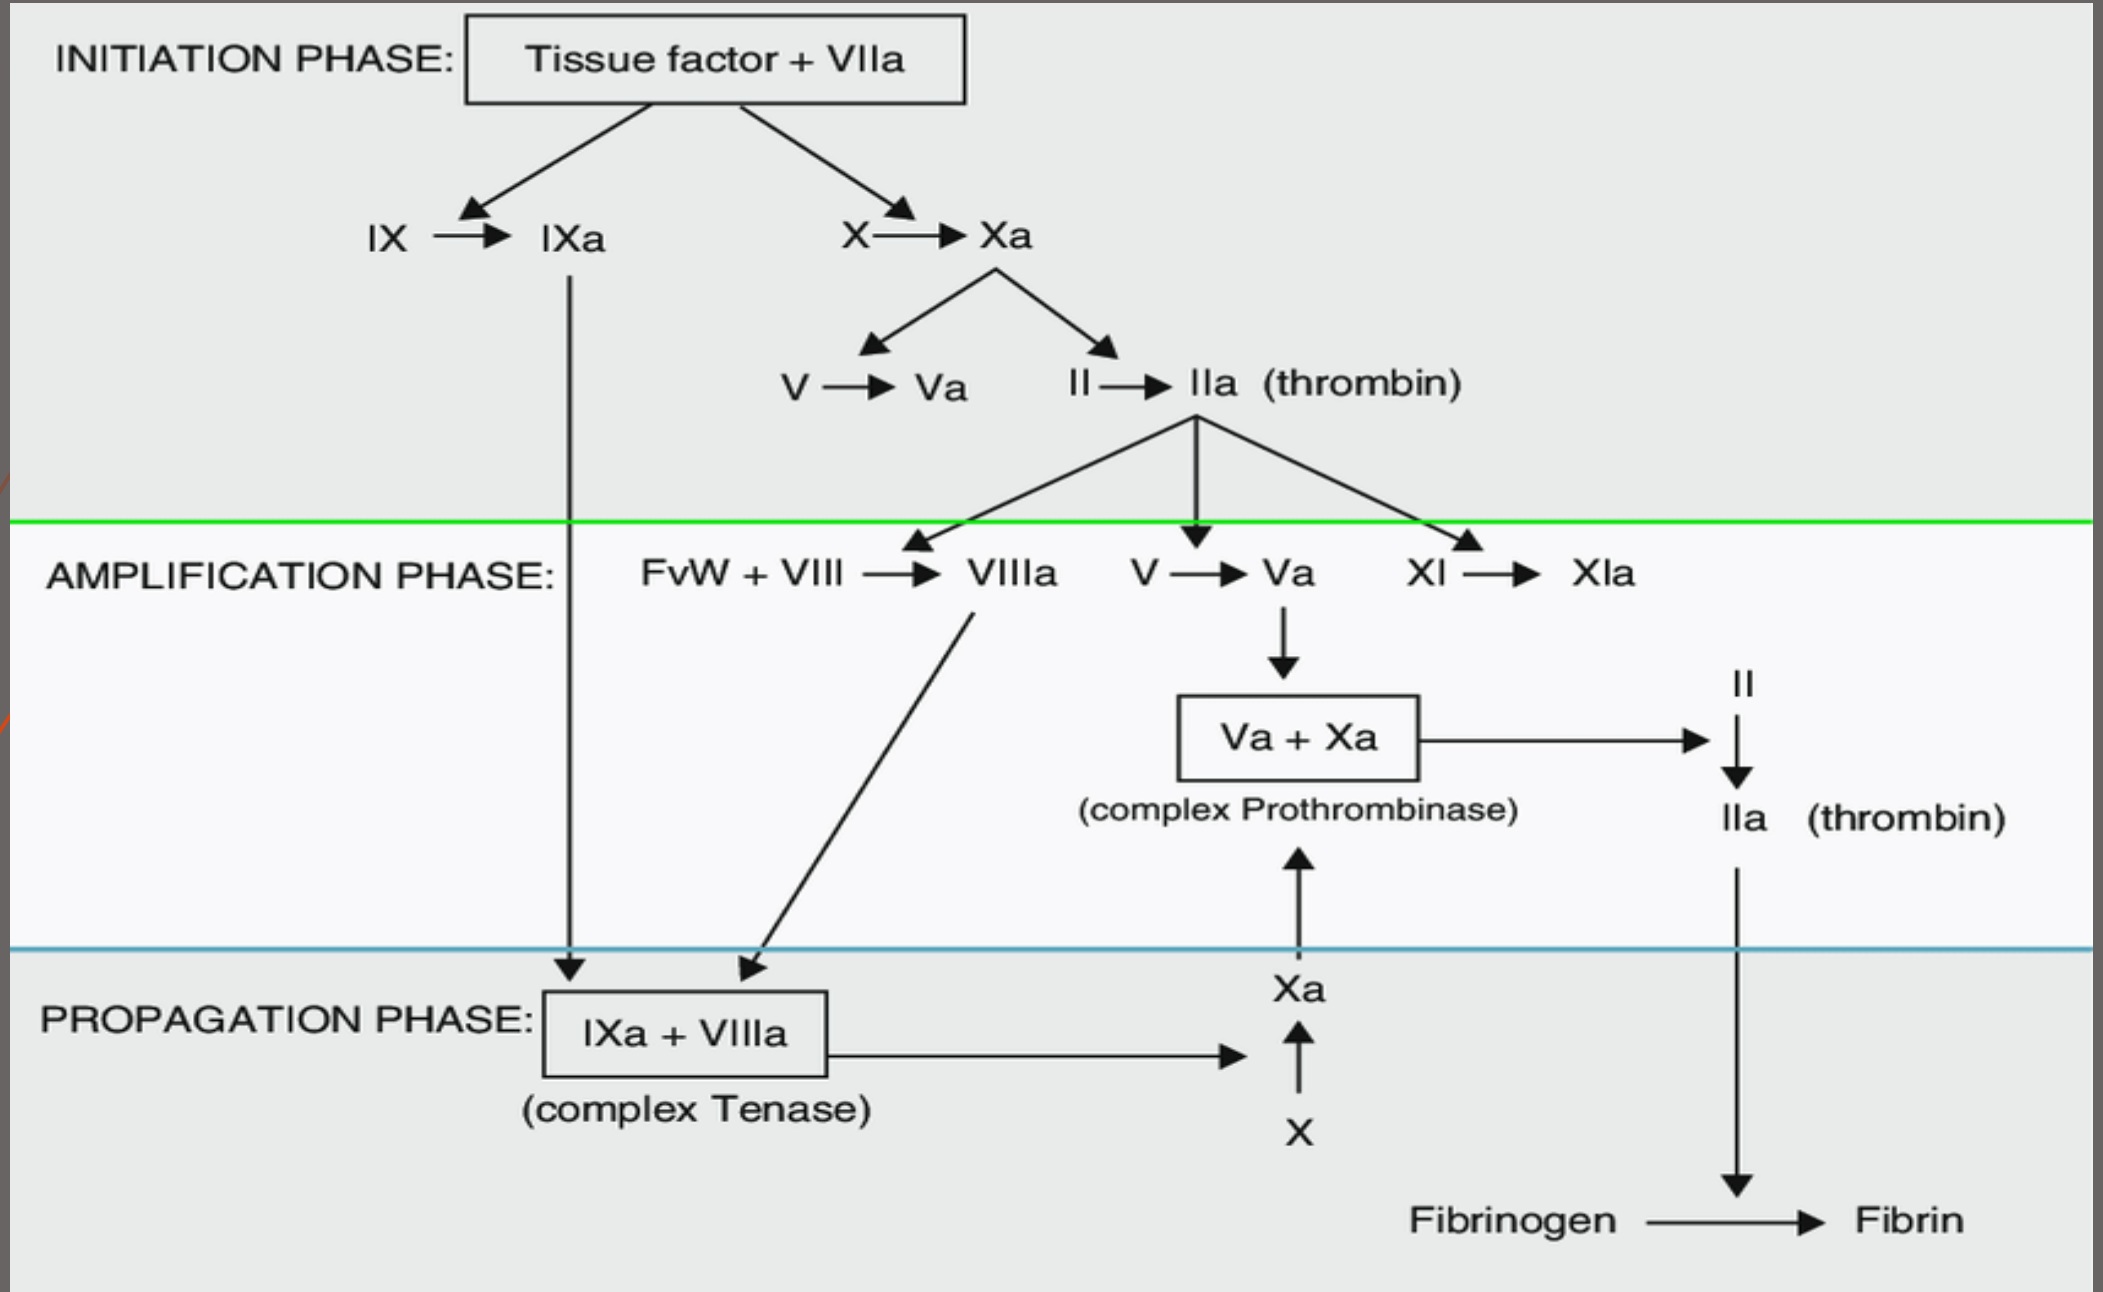 INITIATION PHASE: Tissue factor + VIIa
IX IXa X Xa
V Va II IIa (thrombin)
AMPLIFICATION PHASE: FvW + VIII VIIIa V Va XI XIa
II
Va + Xa
(complex Prothrombinase) IIa (thrombin)
Xa
PROPAGATION PHASE: IXa + VIIIa
(complex Tenase) X
Fibrinogen Fibrin